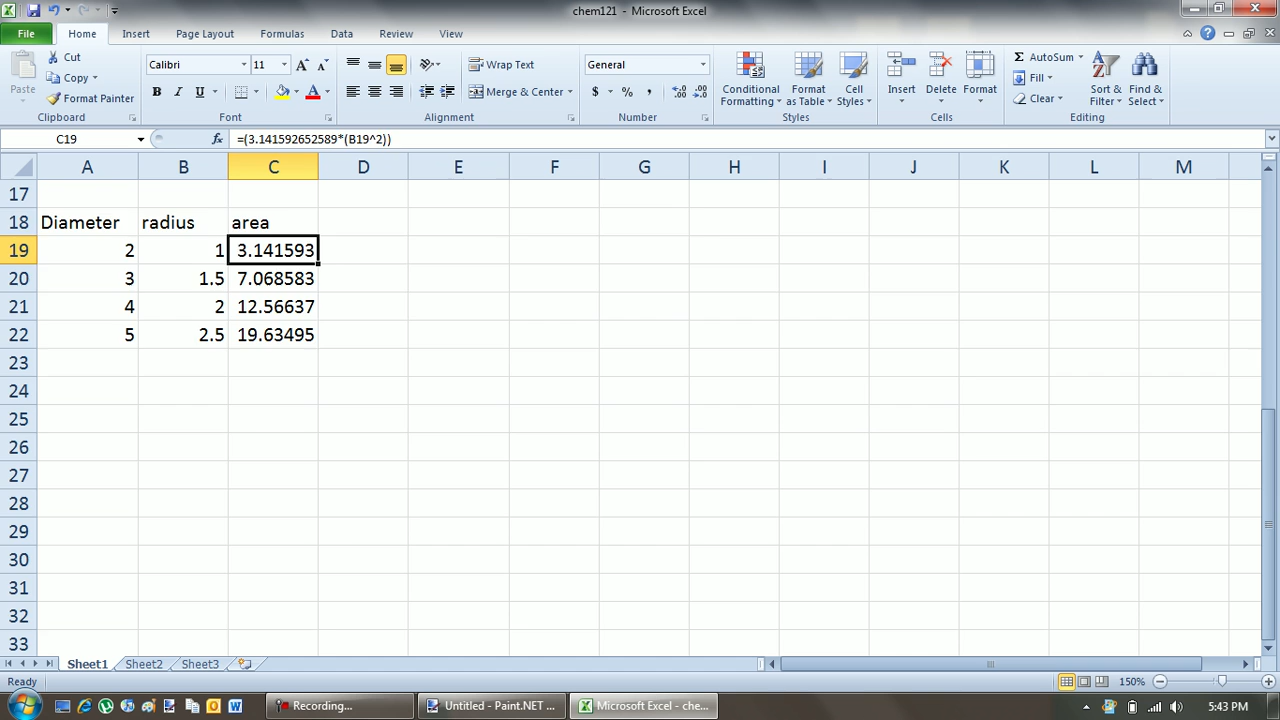 chem121 - Microsoft Excel
File Home Insert Page Layout Formulas Data Review View
Paste Cut Copy Format Painter Clipboard
Calibri 11 A A B I U A Font
Wrap Text Merge & Center Alignment
General $ % , .00 Number
Conditional Formatting Format as Table Cell Styles Styles
Insert Delete Format Cells
Σ AutoSum Fill Clear Sort & Filter Find & Select Editing
C19 fx =(3.141592652589*(B19^2))
A B C D E F G H I J K L M
17
18 Diameter radius area
19 2 1 3.141593
20 3 1.5 7.068583
21 4 2 12.56637
22 5 2.5 19.63495
23
24
25
26
27
28
29
30
31
32
33
Sheet1 Sheet2 Sheet3
Ready 150%
Recording... Untitled - Paint.NET ... Microsoft Excel - che... 5:43 PM